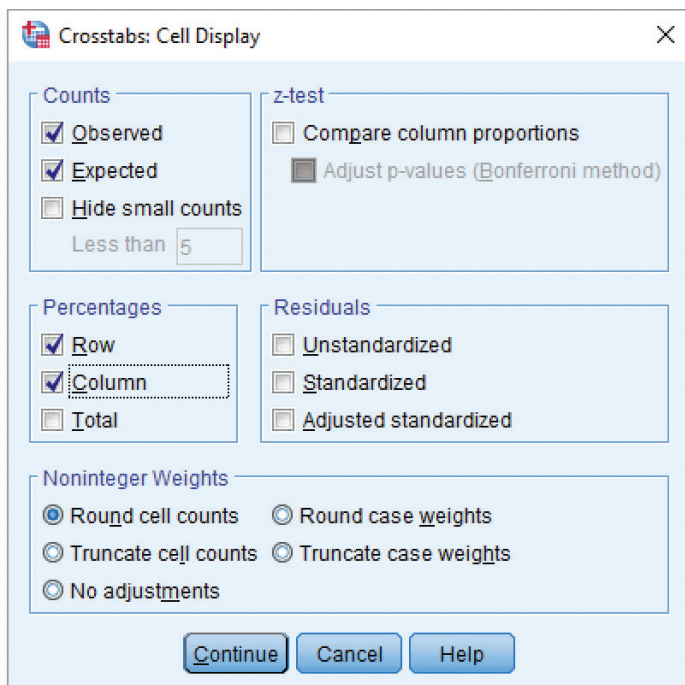 Crosstabs: Cell Display
Counts
Observed
Expected
Hide small counts
Less than 5
z-test
Compare column proportions
Adjust p-values (Bonferroni method)
Percentages
Row
Column
Total
Residuals
Unstandardized
Standardized
Adjusted standardized
Noninteger Weights
Round cell counts
Round case weights
Truncate cell counts
Truncate case weights
No adjustments
Continue
Cancel
Help